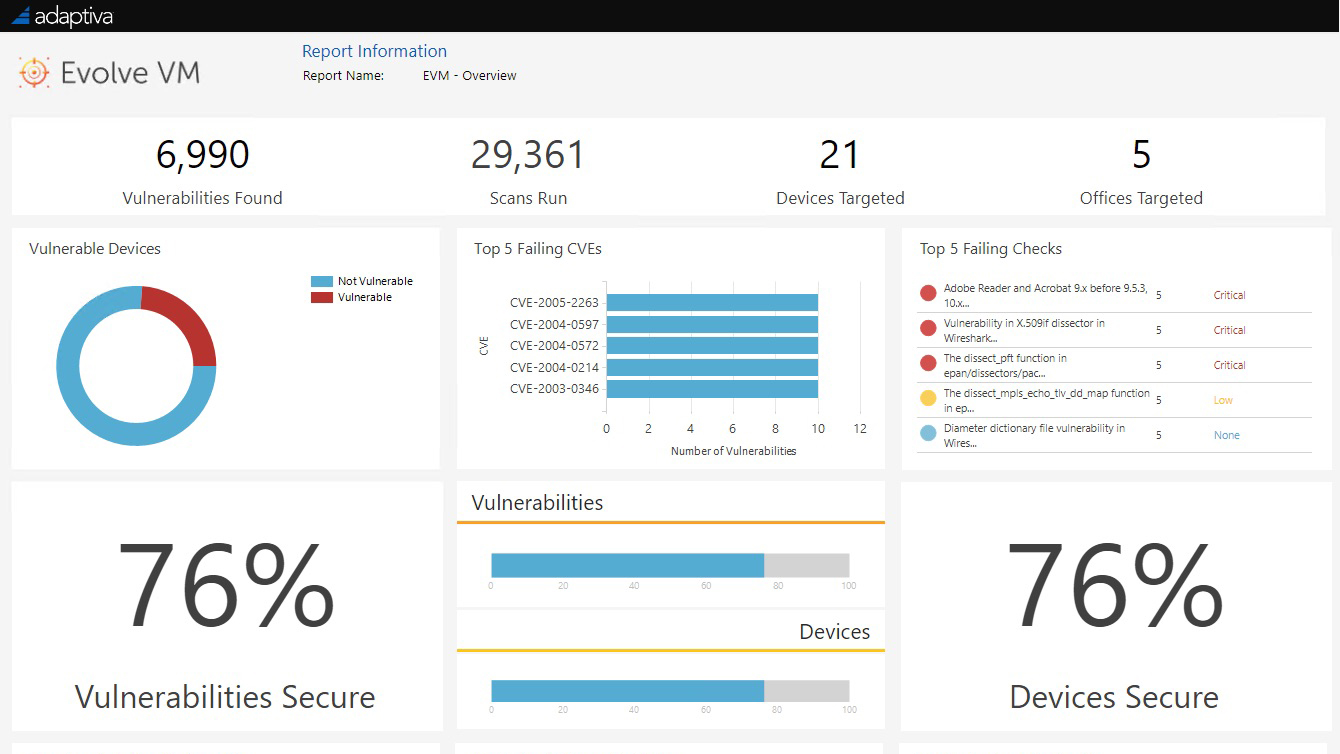 adaptiva
Evolve VM
Report Information
Report Name: EVM - Overview
6,990
Vulnerabilities Found
29,361
Scans Run
21
Devices Targeted
5
Offices Targeted
Vulnerable Devices
Not Vulnerable
Vulnerable
Top 5 Failing CVEs
CVE
CVE-2005-2263
CVE-2004-0597
CVE-2004-0572
CVE-2004-0214
CVE-2003-0346
0 2 4 6 8 10 12
Number of Vulnerabilities
Top 5 Failing Checks
Adobe Reader and Acrobat 9.x before 9.5.3,
10.x... 5 Critical
Vulnerability in X.509if dissector in
Wireshark... 5 Critical
The dissect_pft function in
epan/dissectors/pac... 5 Critical
The dissect_mpls_echo_tlv_dd_map function
in ep... 5 Low
Diameter dictionary file vulnerability in
Wires... 5 None
76%
Vulnerabilities Secure
Vulnerabilities
0 20 40 60 80 100
Devices
0 20 40 60 80 100
76%
Devices Secure